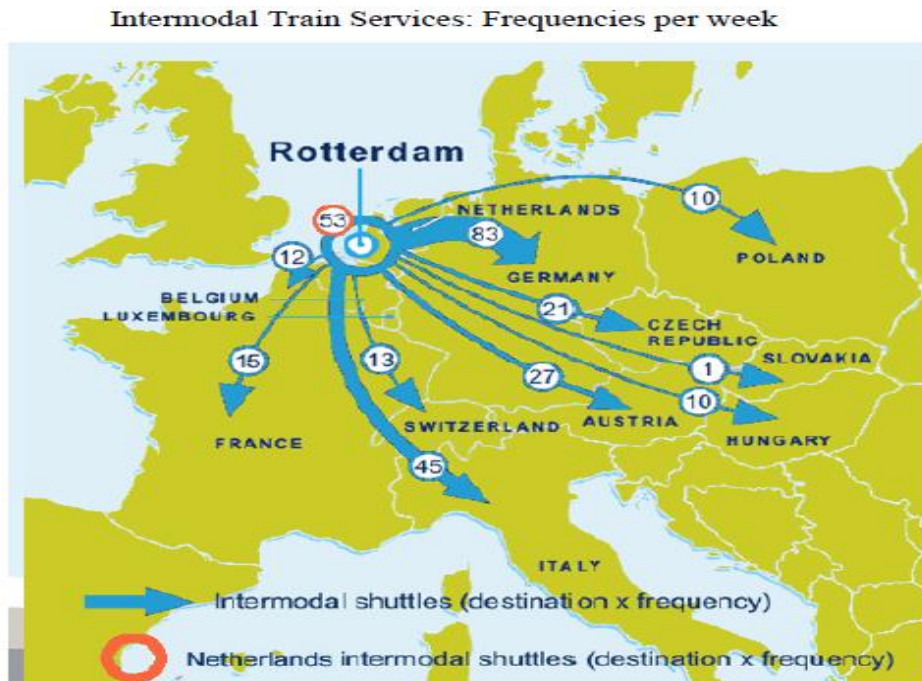 Intermodal Train Services: Frequencies per week
Rotterdam
53
10
NETHERLANDS
83
12
POLAND
GERMANY
BELGIUM
21
LUXEMBOURG
CZECH
REPUBLIC
15
13
1
SLOVAKIA
27
10
FRANCE
SWITZERLAND
AUSTRIA
HUNGARY
45
ITALY
Intermodal shuttles (destination x frequency)
Netherlands intermodal shuttles (destination x frequency)